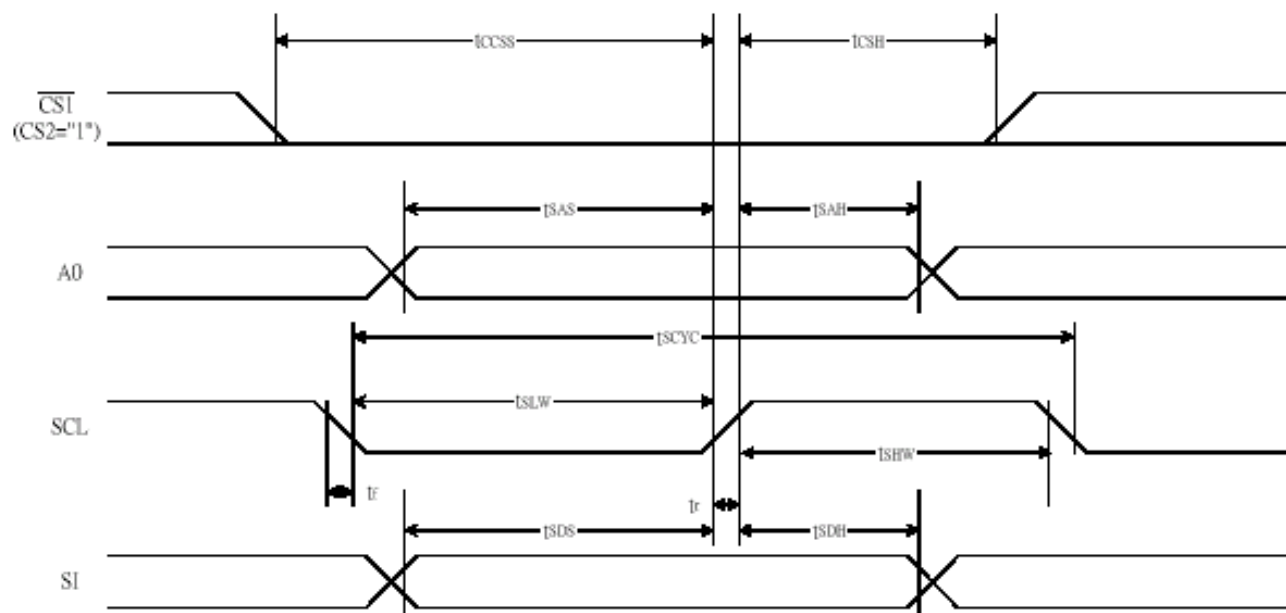 tCCSS tCSH
CS1
(CS2="1")
tSAS tSAH
A0
tSCYC
tSLW
SCL
tSHW
tf tr
tSDS tSDH
SI